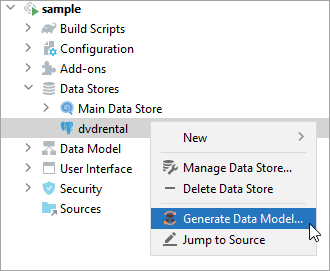 sample
Build Scripts
Configuration
Add-ons
Data Stores
Main Data Store
dvdrental
Data Model
User Interface
Security
Sources
New
Manage Data Store...
Delete Data Store
Generate Data Model...
Jump to Source